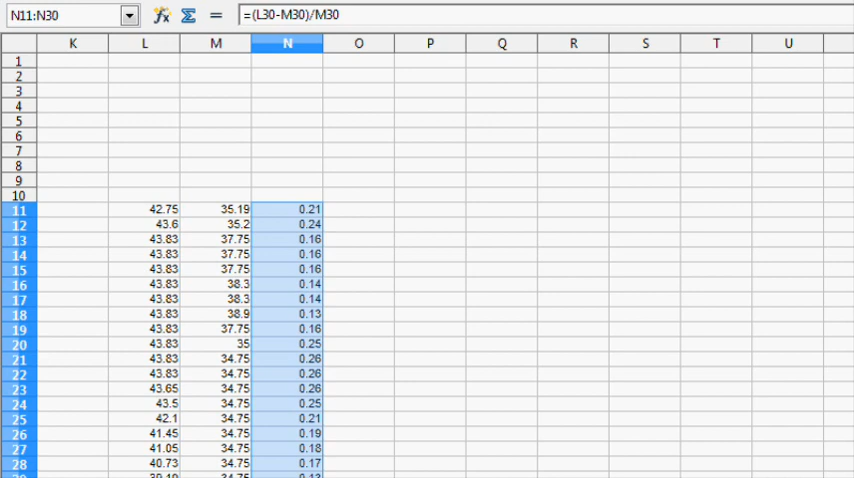 N11:N30 =(L30-M30)/M30
K L M N O P Q R S T U
1
2
3
4
5
6
7
8
9
10
11 42.75 35.19 0.21
12 43.6 35.2 0.24
13 43.83 37.75 0.16
14 43.83 37.75 0.16
15 43.83 37.75 0.16
16 43.83 38.3 0.14
17 43.83 38.3 0.14
18 43.83 38.9 0.13
19 43.83 37.75 0.16
20 43.83 35 0.25
21 43.83 34.75 0.26
22 43.83 34.75 0.26
23 43.65 34.75 0.26
24 43.5 34.75 0.25
25 42.1 34.75 0.21
26 41.45 34.75 0.19
27 41.05 34.75 0.18
28 40.73 34.75 0.17
34.75